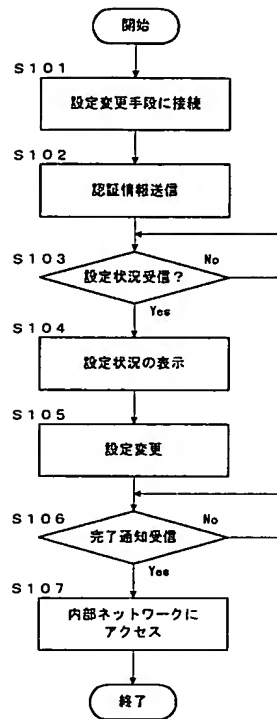 開始
S101
設定変更手段に接続
S102
認証情報送信
S103
設定状況受信？
No
Yes
S104
設定状況の表示
S105
設定変更
S106
完了通知受信
No
Yes
S107
内部ネットワークに
アクセス
終了